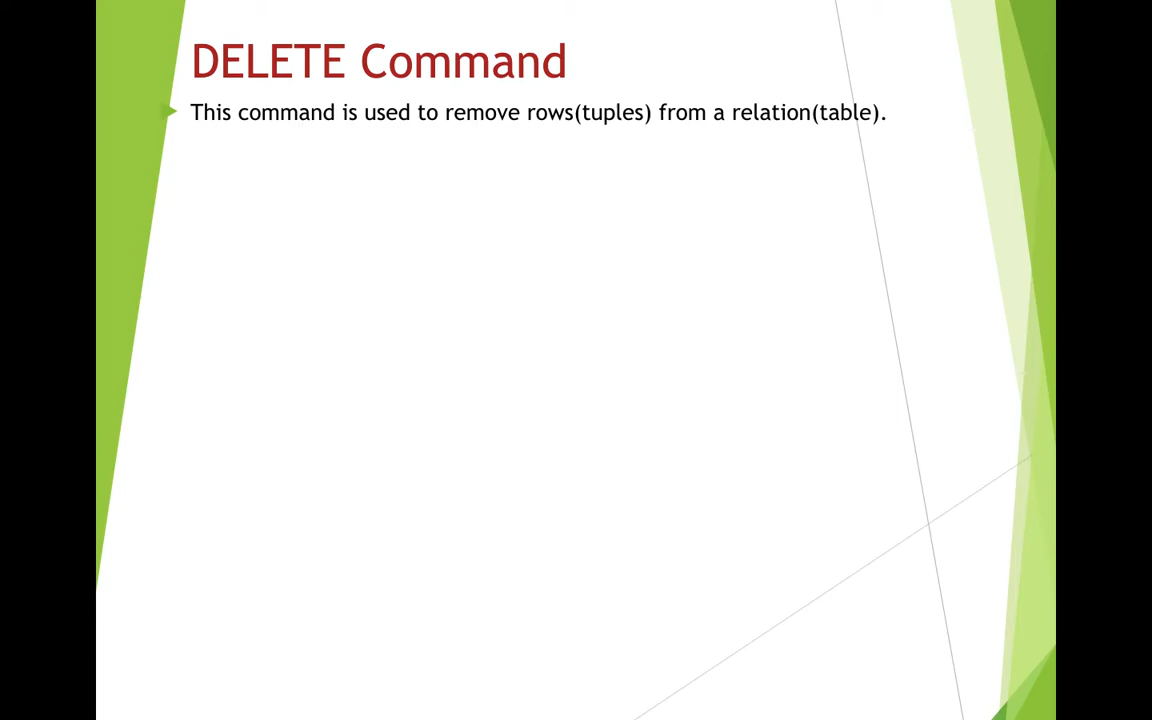 DELETE Command
This command is used to remove rows(tuples) from a relation(table).